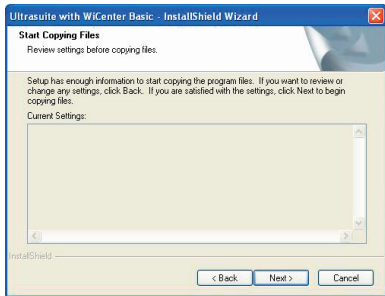 Ultrasuite with WiCenter Basic - InstallShield Wizard
Start Copying Files
Review settings before copying files.
Setup has enough information to start copying the program files. If you want to review or
change any settings, click Back. If you are satisfied with the settings, click Next to begin
copying files.
Current Settings:
InstallShield
< Back Next > Cancel